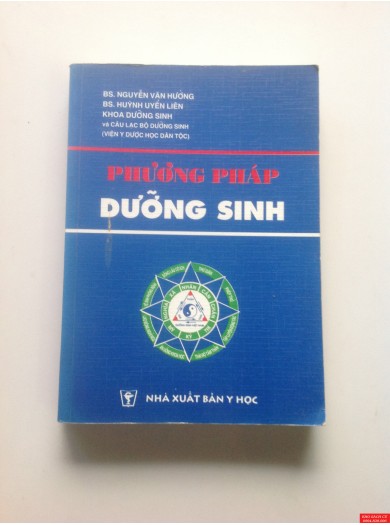 BS. NGUYỄN VĂN HƯỞNG
BS. HUỲNH UYỂN LIÊN
KHOA DƯỠNG SINH
và CÂU LẠC BỘ DƯỠNG SINH
(VIỆN Y DƯỢC HỌC DÂN TỘC)
PHƯƠNG PHÁP
DƯỠNG SINH
NHÀ XUẤT BẢN Y HỌC